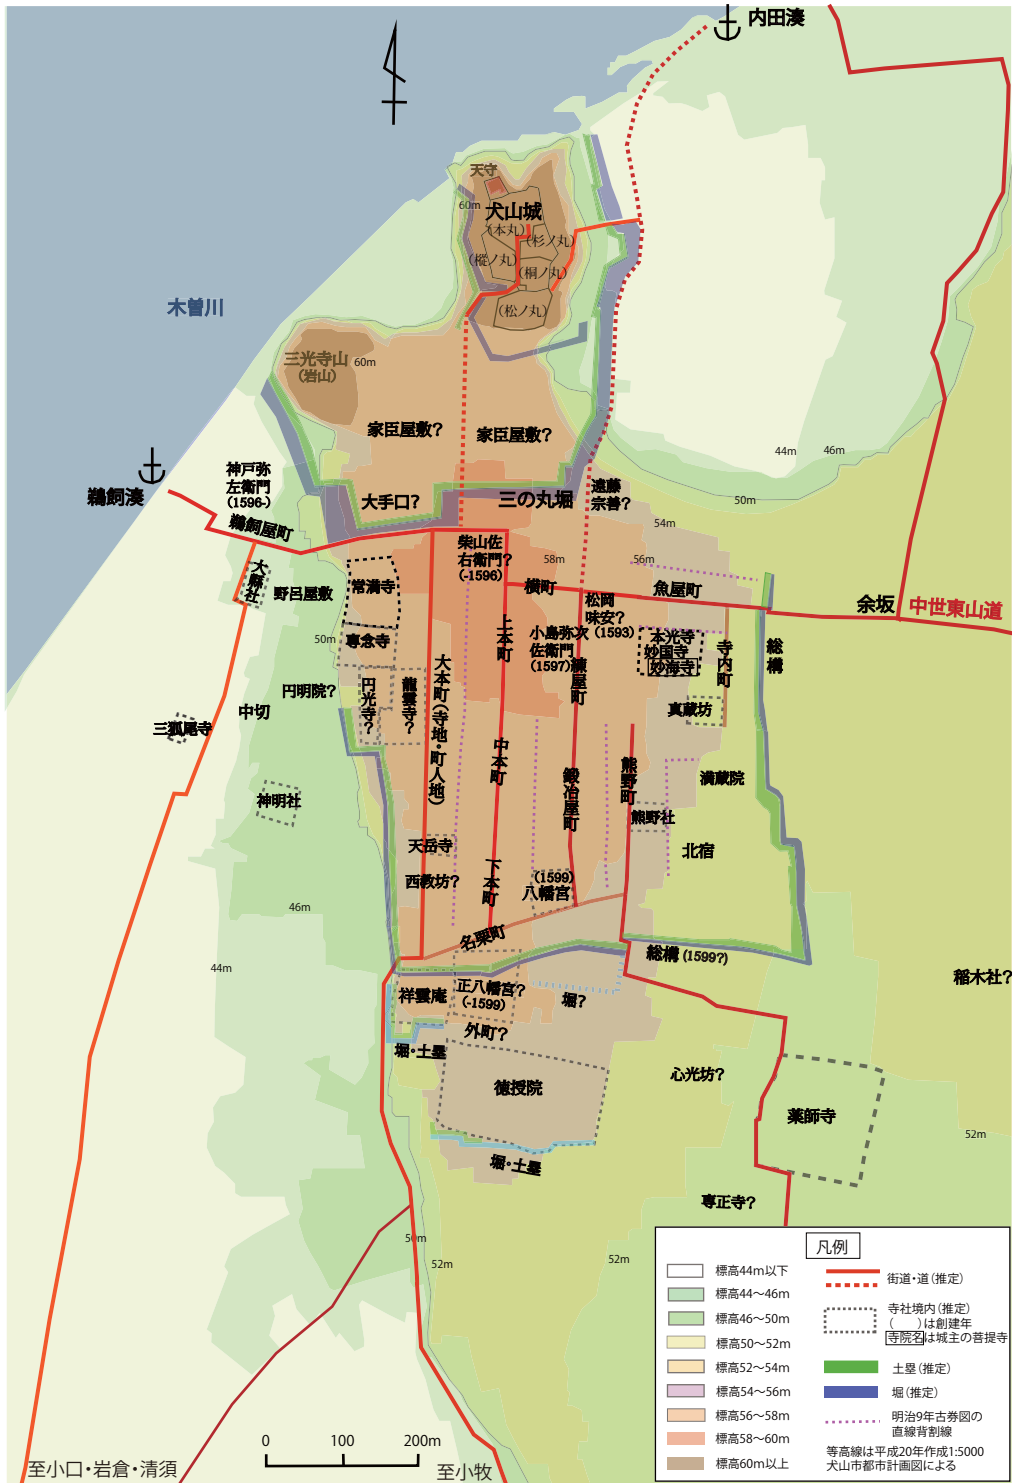 内田湊
天守
60m
犬山城
(本丸)
(杉ノ丸)
(樅ノ丸)
(桐ノ丸)
(松ノ丸)
木曽川
三光寺山
(岩山)
60m
家臣屋敷?
家臣屋敷?
44m
46m
神戸弥
左衛門
(1596-)
鵜飼湊
大手口?
三の丸堀
遠藤
宗善?
50m
54m
鵜飼屋町
柴山佐
右衛門?
(-1596)
58m
56m
大縣社
野呂屋敷
常満寺
横町
魚屋町
余坂
中世東山道
松岡
味安?
(1593)
上本町
小島弥次
佐衛門
(1597)
練屋町
本光寺
妙国寺
妙海寺
寺内町
総構
50m
専念寺
円明院?
円光寺?
龍雲寺?
大本町(寺地・町人地)
真蔵坊
中切
三狐尾寺
中本町
鍛冶屋町
熊野町
満蔵院
神明社
熊野社
天岳寺
北宿
西教坊?
下本町
(1599)
八幡宮
46m
名栗町
総構(1599?)
44m
稲木社?
祥雲庵
正八幡宮?
(-1599)
堀?
外町?
堀・土塁
心光坊?
徳授院
薬師寺
52m
堀・土塁
専正寺?
50m
52m
52m
凡例
標高44m以下
標高44〜46m
標高46〜50m
標高50〜52m
標高52〜54m
標高54〜56m
標高56〜58m
標高58〜60m
標高60m以上
街道・道(推定)
寺社境内(推定)
(　　)は創建年
寺院名は城主の菩提寺
土塁(推定)
堀(推定)
明治9年古券図の
直線背割線
等高線は平成20年作成1:5000
犬山市都市計画図による
0 100 200m
至小口・岩倉・清須
至小牧